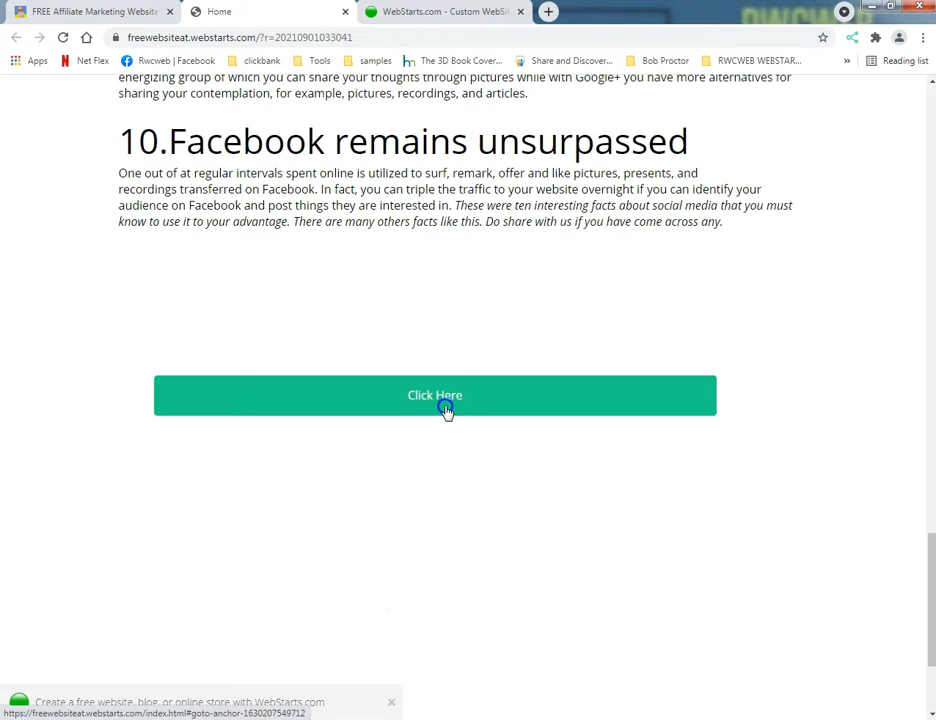 FREE Affiliate Marketing Website
Home
WebStarts.com - Custom WebSit
freewebsiteat.webstarts.com/?r=20210901033041
Apps
Net Flex
Rwcweb | Facebook
clickbank
Tools
samples
The 3D Book Cover...
Share and Discover...
Bob Proctor
RWCWEB WEBSTAR...
»
Reading list
energizing group of which you can share your thoughts through pictures while with Google+ you have more alternatives for
sharing your contemplation, for example, pictures, recordings, and articles.
10.Facebook remains unsurpassed
One out of at regular intervals spent online is utilized to surf, remark, offer and like pictures, presents, and
recordings transferred on Facebook. In fact, you can triple the traffic to your website overnight if you can identify your
audience on Facebook and post things they are interested in. These were ten interesting facts about social media that you must
know to use it to your advantage. There are many others facts like this. Do share with us if you have come across any.
Click Here
Create a free website, blog, or online store with WebStarts.com
https://freewebsiteat.webstarts.com/index.html#goto-anchor-1630207549712